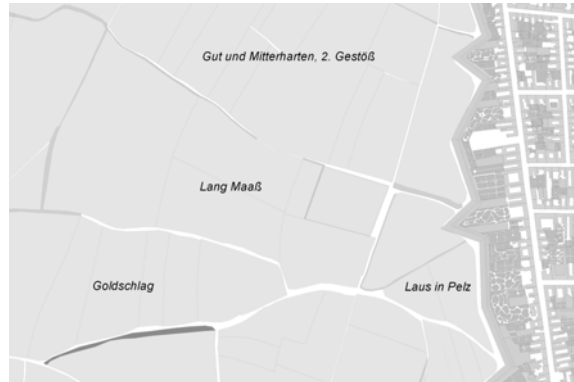 Gut und Mitterharten, 2. Gestöß
Lang Maaß
Goldschlag
Laus in Pelz